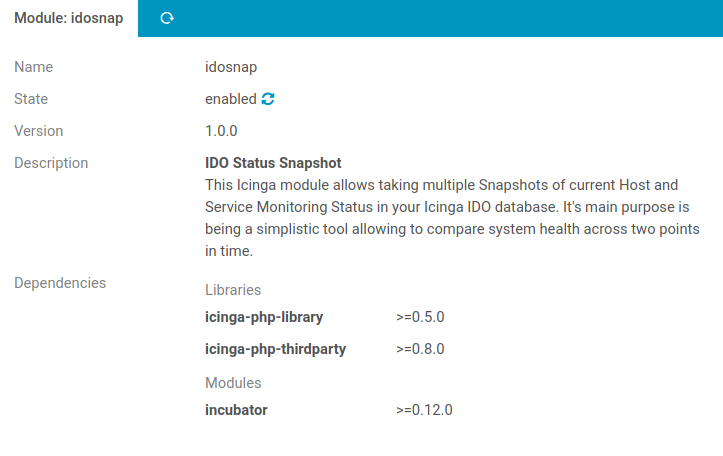 Module: idosnap
Name idosnap
State enabled
Version 1.0.0
Description IDO Status Snapshot
This Icinga module allows taking multiple Snapshots of current Host and
Service Monitoring Status in your Icinga IDO database. It's main purpose is
being a simplistic tool allowing to compare system health across two points
in time.
Dependencies
Libraries
icinga-php-library >=0.5.0
icinga-php-thirdparty >=0.8.0
Modules
incubator >=0.12.0